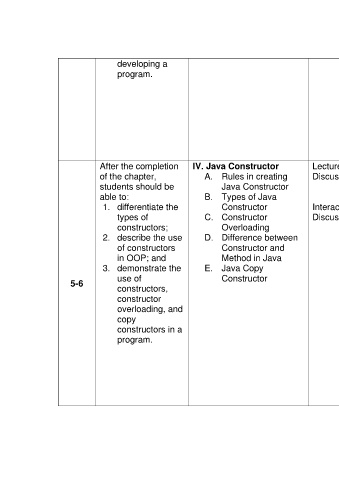 developing a
program.
5-6
After the completion
of the chapter,
students should be
able to:
1. differentiate the
types of
constructors;
2. describe the use
of constructors
in OOP; and
3. demonstrate the
use of
constructors,
constructor
overloading, and
copy
constructors in a
program.
IV. Java Constructor
A. Rules in creating
Java Constructor
B. Types of Java
Constructor
C. Constructor
Overloading
D. Difference between
Constructor and
Method in Java
E. Java Copy
Constructor
Lecture
Discus
Interac
Discus